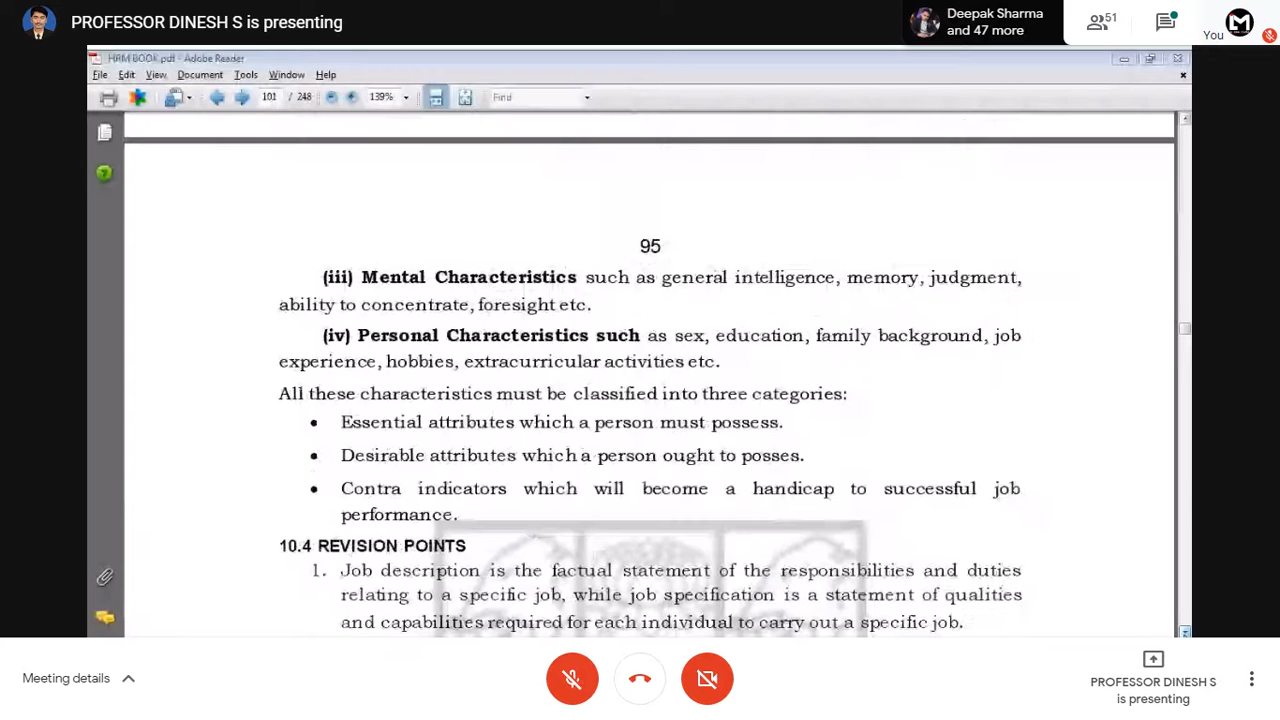 PROFESSOR DINESH S is presenting
Deepak Sharma
and 47 more
51
You
HRM BOOK.pdf - Adobe Reader
File Edit View Document Tools Window Help
101 / 248 139% Find
95
(iii) Mental Characteristics such as general intelligence, memory, judgment,
ability to concentrate, foresight etc.
(iv) Personal Characteristics such as sex, education, family background, job
experience, hobbies, extracurricular activities etc.
All these characteristics must be classified into three categories:
• Essential attributes which a person must possess.
• Desirable attributes which a person ought to posses.
• Contra indicators which will become a handicap to successful job
performance.
10.4 REVISION POINTS
1. Job description is the factual statement of the responsibilities and duties
relating to a specific job, while job specification is a statement of qualities
and capabilities required for each individual to carry out a specific job.
Meeting details
PROFESSOR DINESH S
is presenting